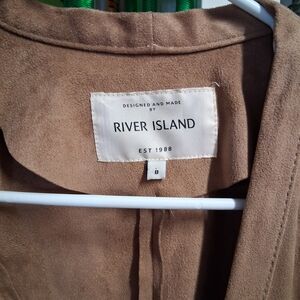 DESIGNED AND MADE
BY
RIVER ISLAND
EST 1988
8